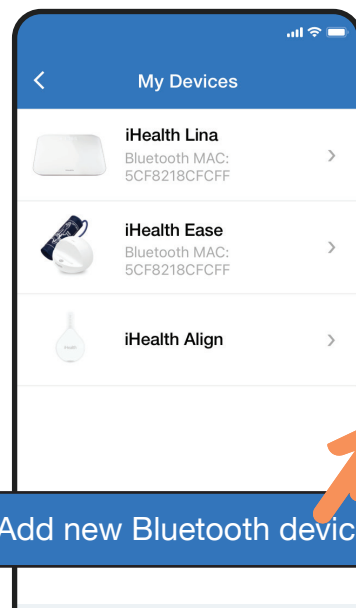 My Devices
iHealth Lina
Bluetooth MAC:
5CF8218CFCFF
iHealth Ease
Bluetooth MAC:
5CF8218CFCFF
iHealth Align
Add new Bluetooth devic